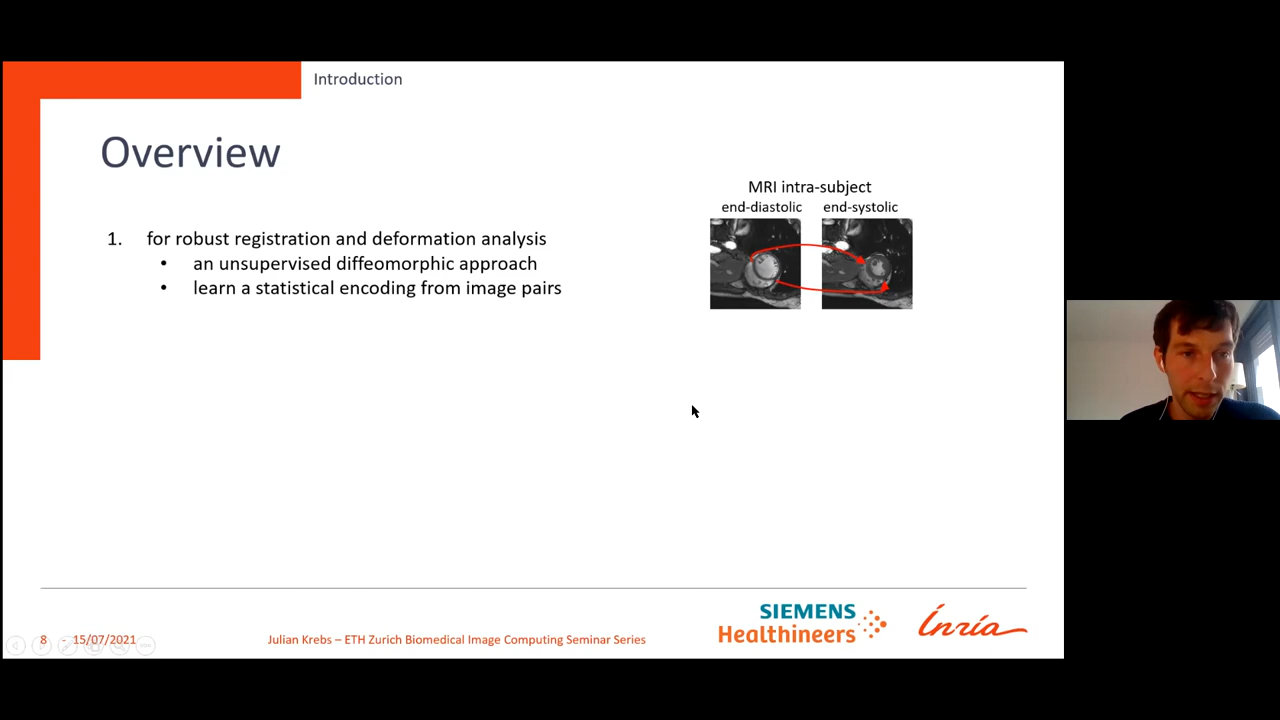 Introduction
Overview
MRI intra-subject
end-diastolic end-systolic
1. for robust registration and deformation analysis
• an unsupervised diffeomorphic approach
• learn a statistical encoding from image pairs
SIEMENS
Healthineers
Inria
8 - 15/07/2021
Julian Krebs – ETH Zurich Biomedical Image Computing Seminar Series